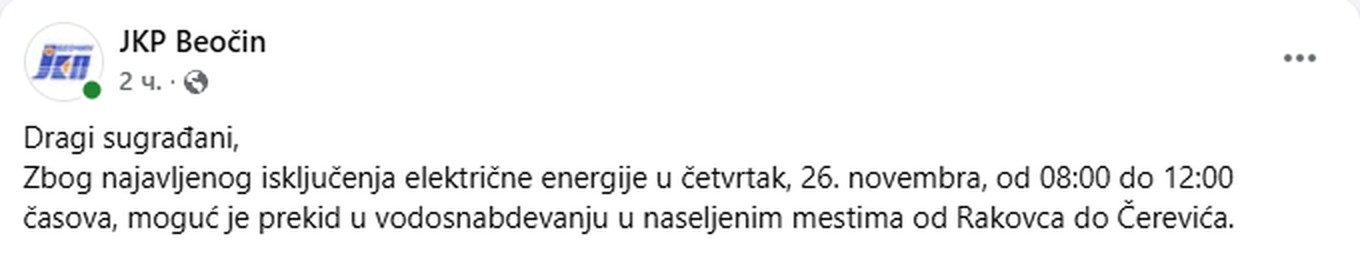 JKP Beočin
2 ч.
Dragi sugrađani,
Zbog najavljenog isključenja električne energije u četvrtak, 26. novembra, od 08:00 do 12:00
časova, moguć je prekid u vodosnabdevanju u naseljenim mestima od Rakovca do Čerevića.